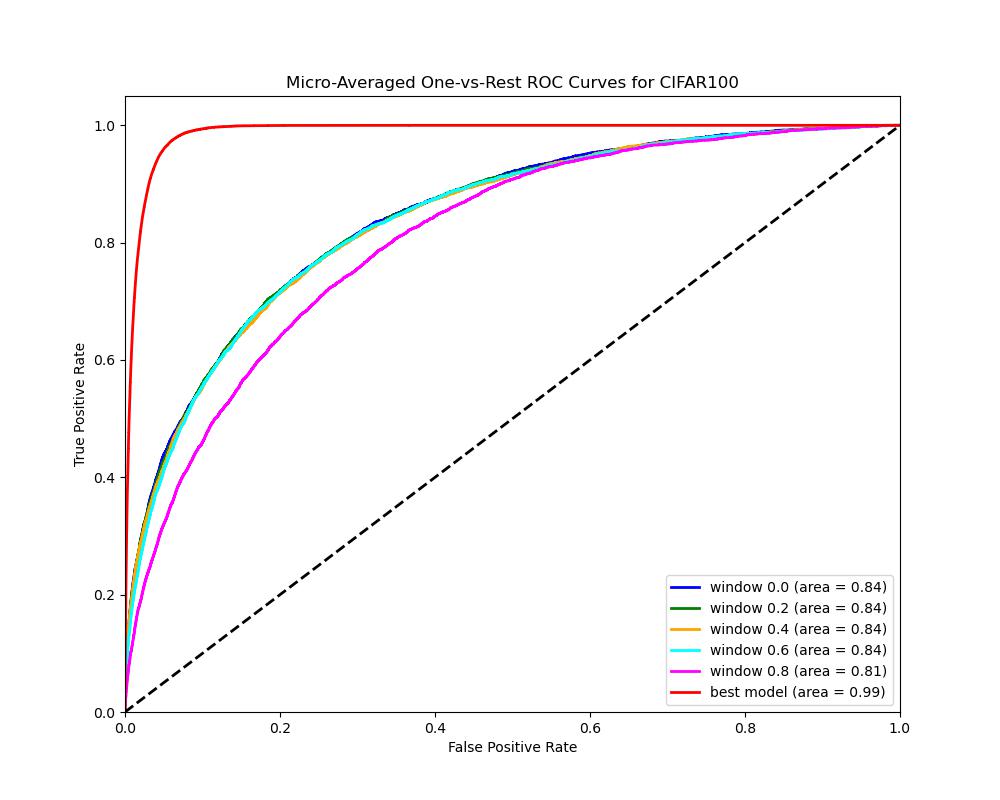 Micro-Averaged One-vs-Rest ROC Curves for CIFAR100
True Positive Rate
1.0
0.8
0.6
0.4
0.2
0.0
0.0 0.2 0.4 0.6 0.8 1.0
False Positive Rate
window 0.0 (area = 0.84)
window 0.2 (area = 0.84)
window 0.4 (area = 0.84)
window 0.6 (area = 0.84)
window 0.8 (area = 0.81)
best model (area = 0.99)